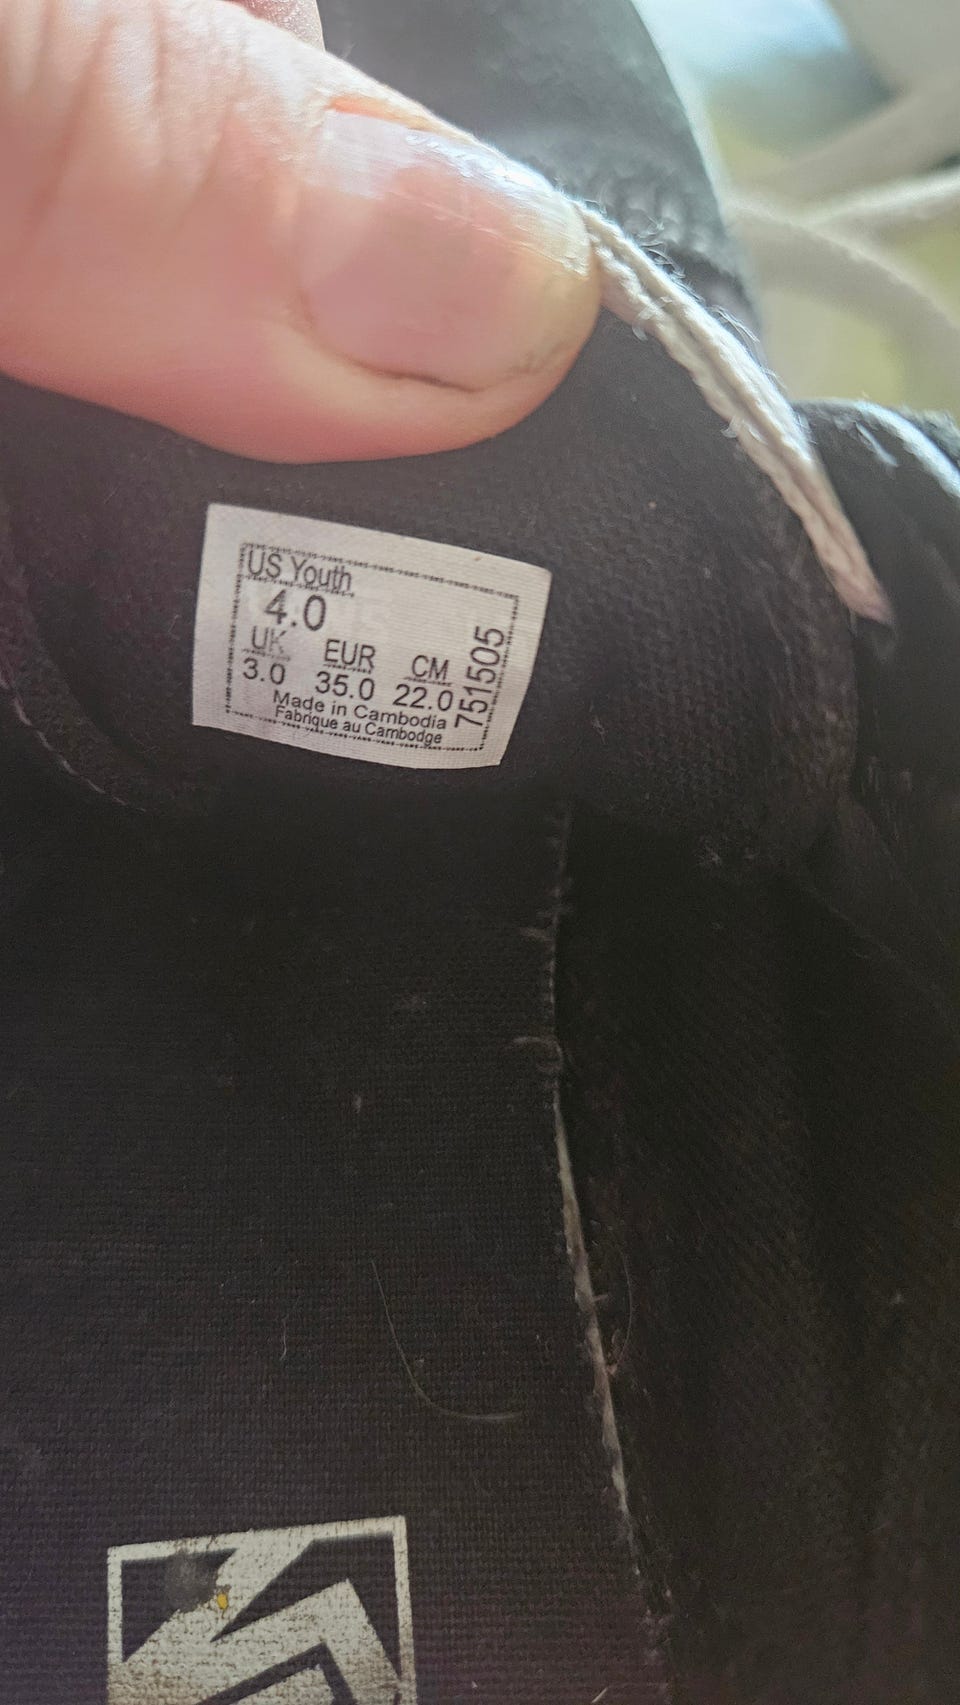 US Youth
4.0
UK EUR CM
3.0 35.0 22.0
Made in Cambodia
Fabrique au Cambodge
751505